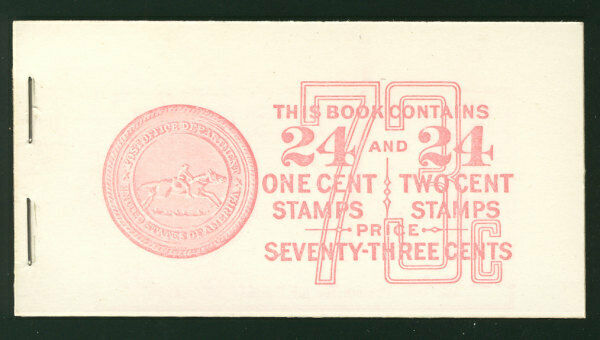 POST OFFICE DEPARTMENT
UNITED STATES OF AMERICA
73c
THIS BOOK CONTAINS
24 AND 24
ONE CENT TWO CENT
STAMPS STAMPS
PRICE
SEVENTY-THREE CENTS